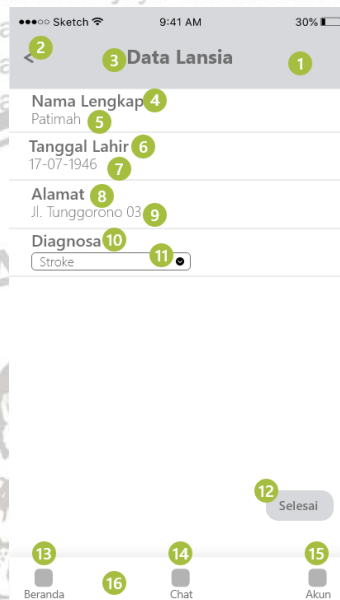 Sketch 9:41 AM 30%
2
< 3 Data Lansia 1
Nama Lengkap 4
Patimah 5
Tanggal Lahir 6
17-07-1946 7
Alamat 8
Jl. Tunggorono 03 9
Diagnosa 10
Stroke 11
12
Selesai
13 14 15
16
Beranda Chat Akun